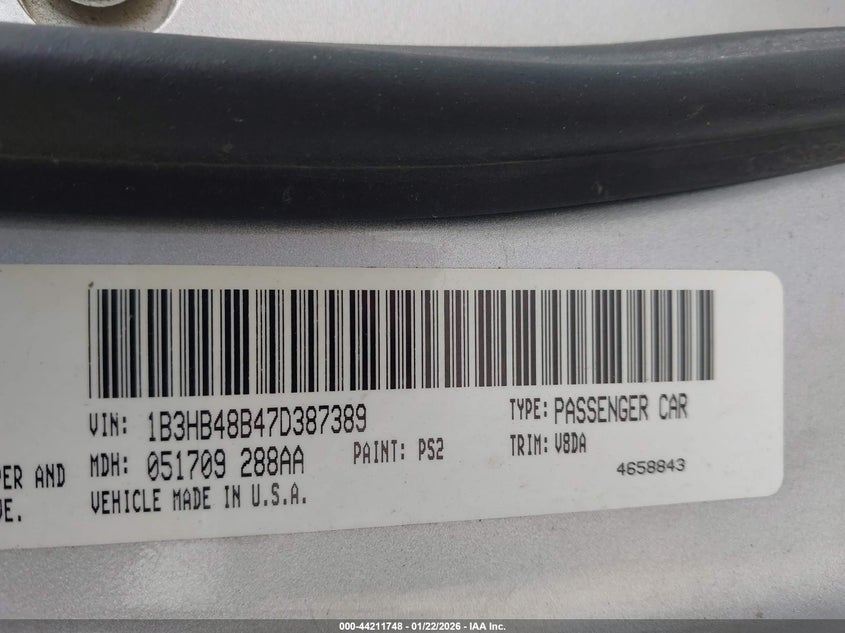 VIN: 1B3HB48B47D387389 TYPE: PASSENGER CAR
PER AND MDH: 051709 288AA PAINT: PS2 TRIM: V8DA
VE. VEHICLE MADE IN U.S.A. 4658843
000-44211748 - 01/22/2026 - IAA Inc.